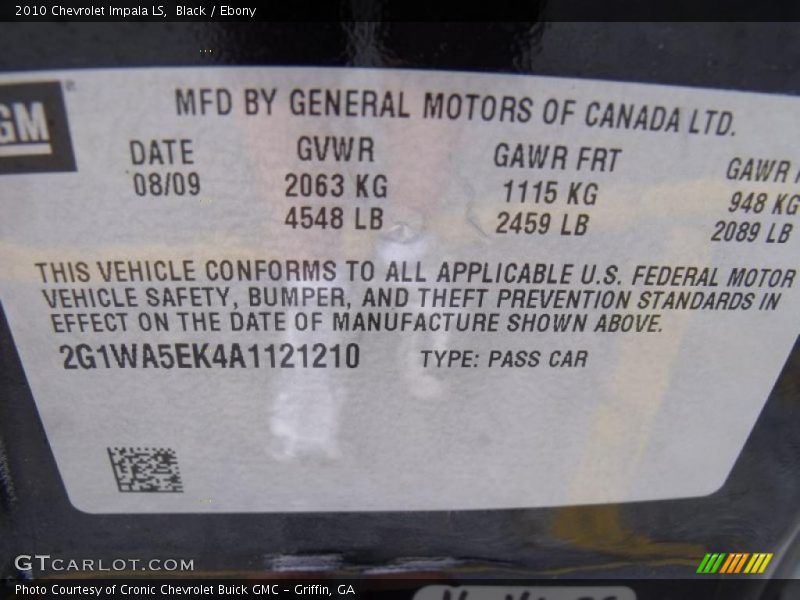 2010 Chevrolet Impala LS, Black / Ebony
GM
MFD BY GENERAL MOTORS OF CANADA LTD.
DATE GVWR GAWR FRT GAWR
08/09 2063 KG 1115 KG 948 KG
4548 LB 2459 LB 2089 LB
THIS VEHICLE CONFORMS TO ALL APPLICABLE U.S. FEDERAL MOTOR
VEHICLE SAFETY, BUMPER, AND THEFT PREVENTION STANDARDS IN
EFFECT ON THE DATE OF MANUFACTURE SHOWN ABOVE.
2G1WA5EK4A1121210 TYPE: PASS CAR
GTCARLOT.COM
Photo Courtesy of Cronic Chevrolet Buick GMC - Griffin, GA